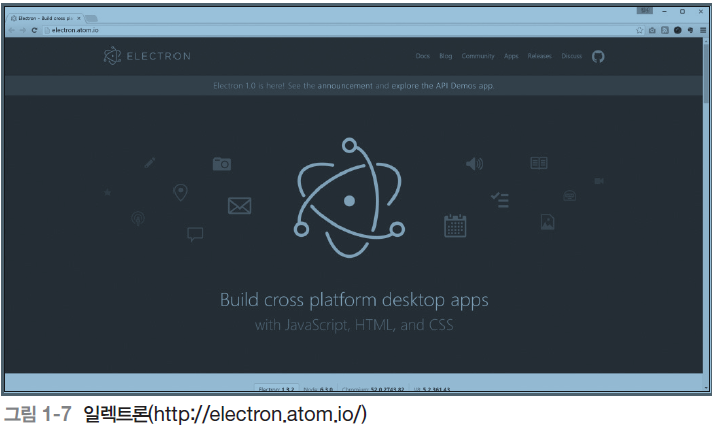 Electron - Build cross pl
electron.atom.io
ELECTRON
Docs Blog Community Apps Releases Discuss
Electron 1.0 is here! See the announcement and explore the API Demos app.
Build cross platform desktop apps
with JavaScript, HTML, and CSS
Electron: 1.3.2 Node: 6.3.0 Chromium: 52.0.2743.82 V8: 5.2.361.43
그림 1-7 일렉트론(http://electron.atom.io/)